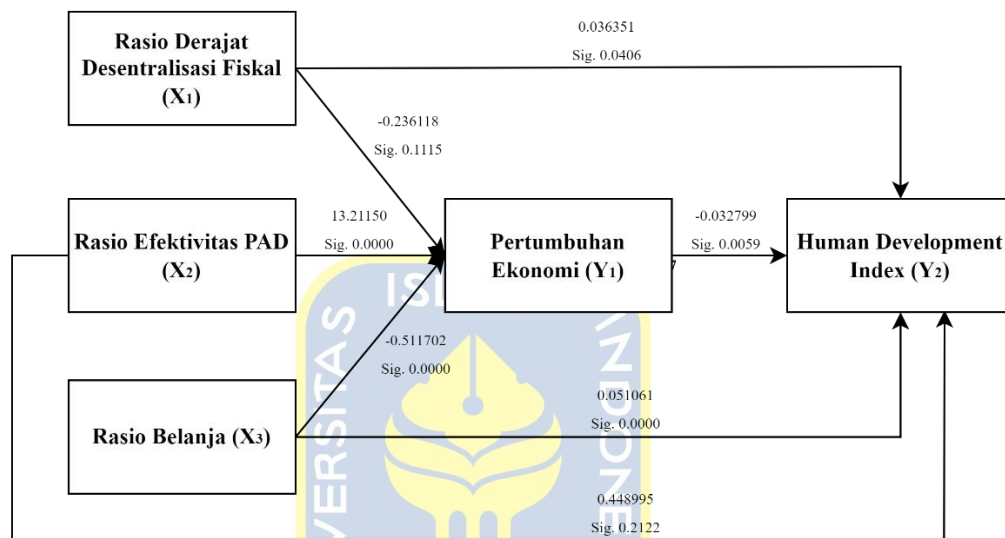 Rasio Derajat
Desentralisasi Fiskal
(X₁)
0.036351
Sig. 0.0406
-0.236118
Sig. 0.1115
Rasio Efektivitas PAD
(X₂)
13.21150
Sig. 0.0000
Pertumbuhan
Ekonomi (Y₁)
-0.032799
Sig. 0.0059
Human Development
Index (Y₂)
-0.511702
Sig. 0.0000
Rasio Belanja (X₃)
0.051061
Sig. 0.0000
0.448995
Sig. 0.2122